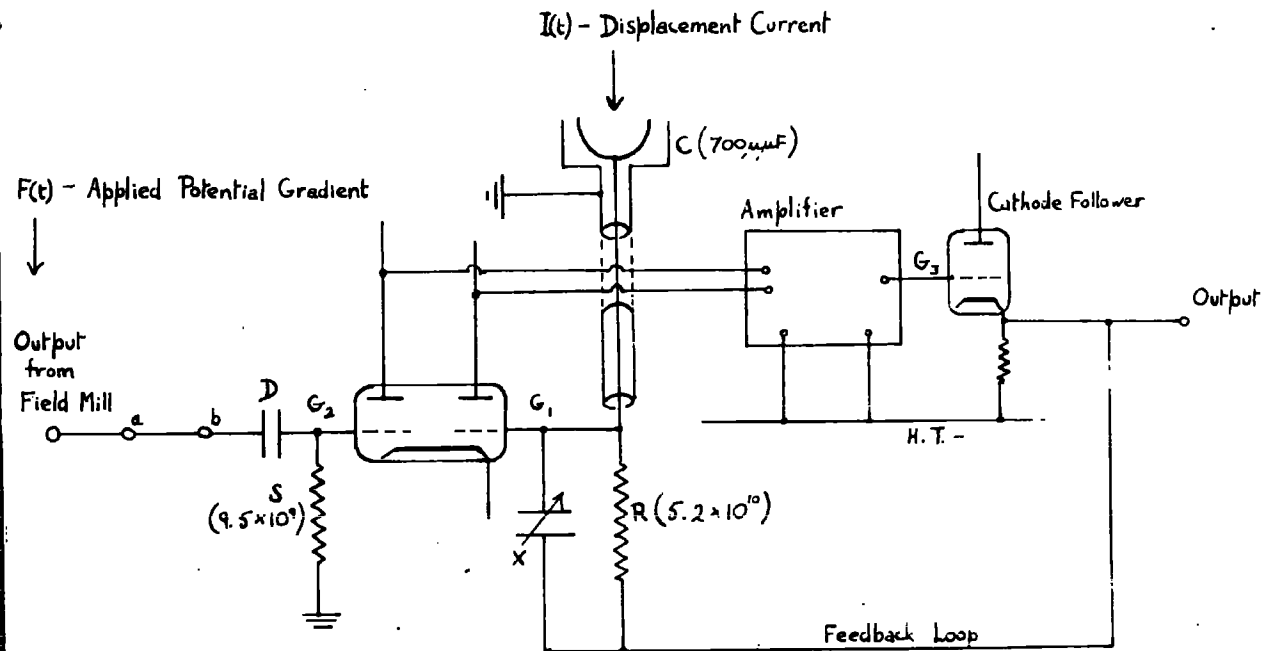 I(t) - Displacement Current
C (700μμF)
F(t) - Applied Potential Gradient
Amplifier
Cathode Follower
G₃
Output
Output
from
Field Mill
a
b
D
G₂
G₁
H.T. -
S
(9.5 × 10⁹)
R (5.2 × 10¹⁰)
X
Feedback Loop